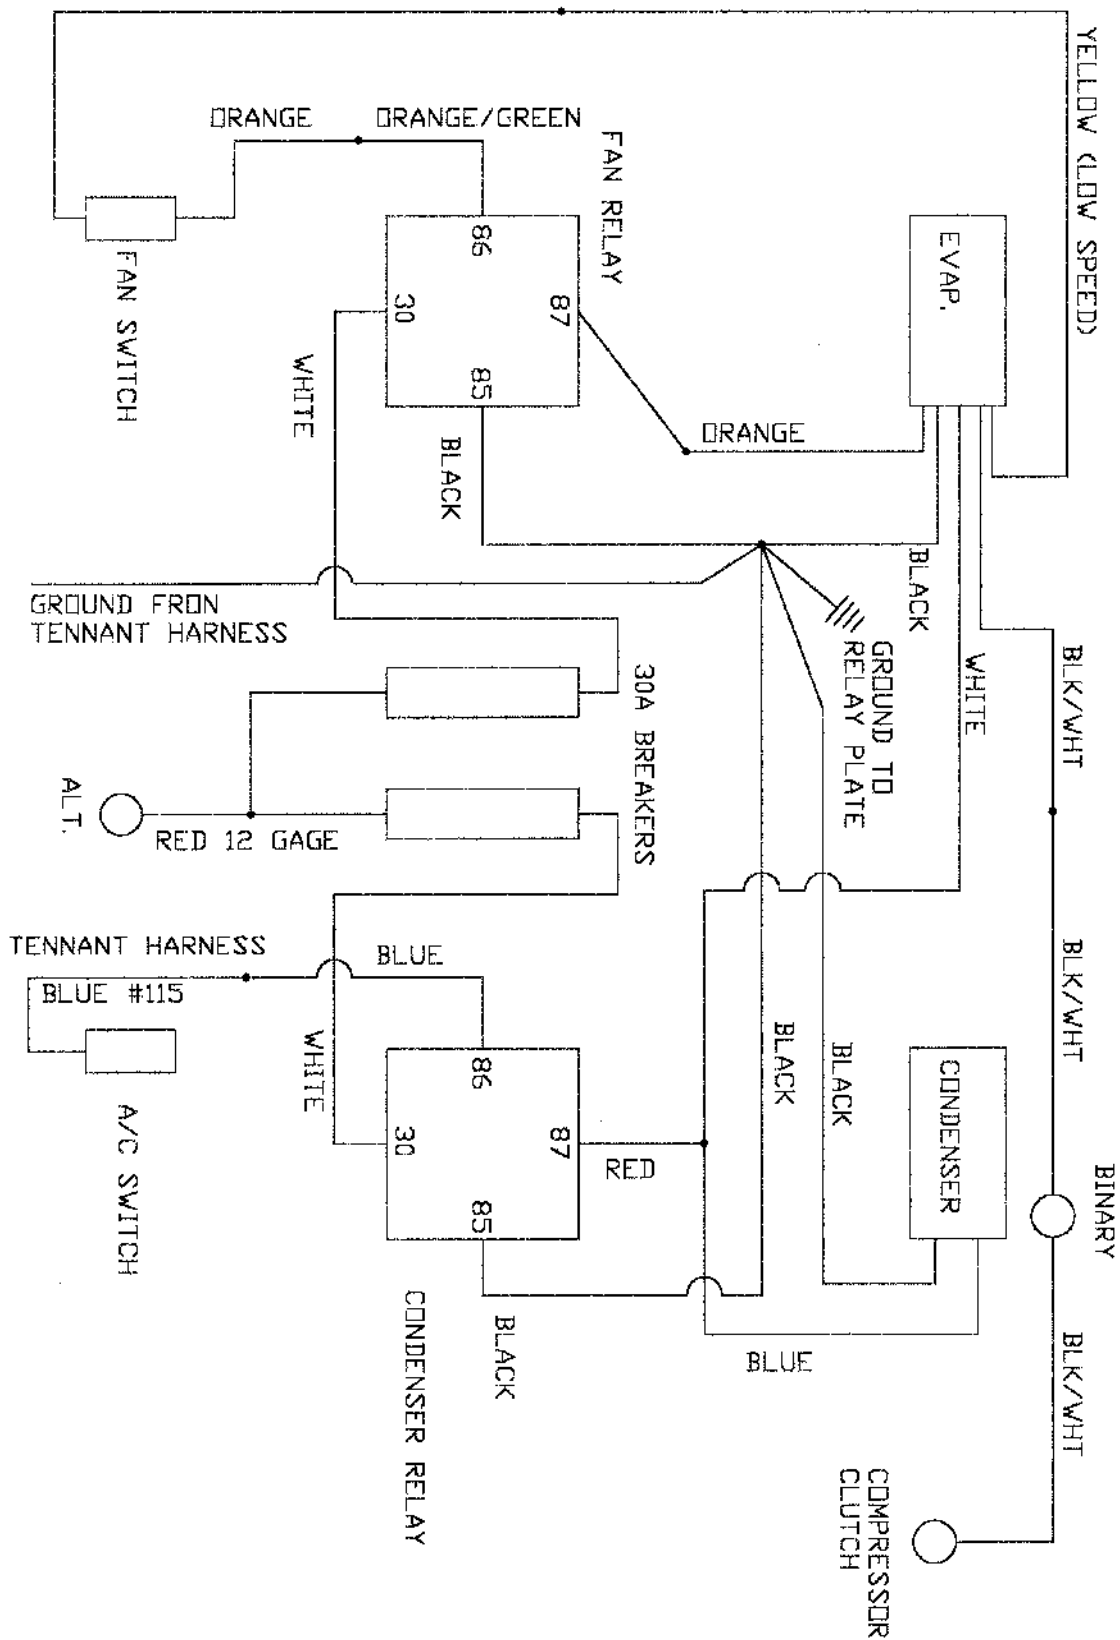 YELLOW (LOW SPEED)
ORANGE
ORANGE/GREEN
FAN RELAY
86
30
87
85
EVAP.
FAN SWITCH
WHITE
BLACK
ORANGE
BLACK
GROUND FRON
TENNANT HARNESS
GROUND TO
RELAY PLATE
WHITE
BLK/WHT
30A BREAKERS
ALT.
RED 12 GAGE
TENNANT HARNESS
BLUE #115
BLUE
A/C SWITCH
WHITE
86
30
87
85
RED
BLACK
BLACK
CONDENSER
BLK/WHT
BINARY
BLACK
CONDENSER RELAY
BLUE
BLK/WHT
COMPRESSOR
CLUTCH